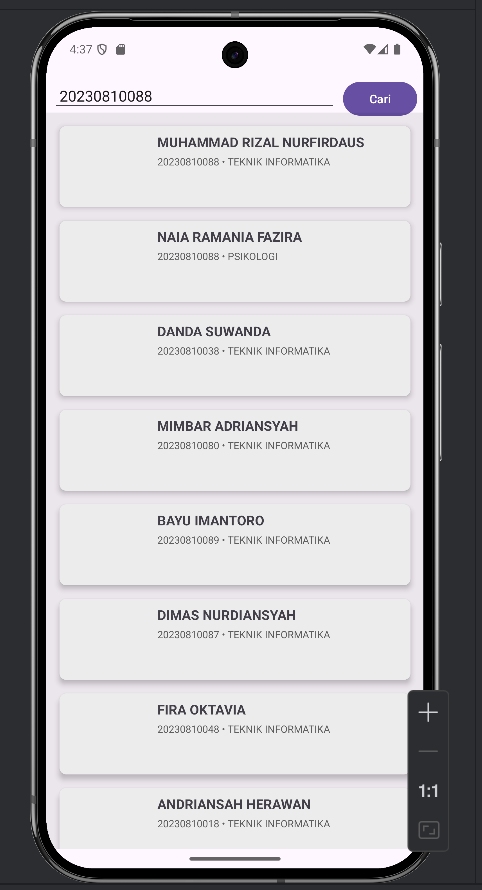 4:37
20230810088
Cari
MUHAMMAD RIZAL NURFIRDAUS
20230810088 • TEKNIK INFORMATIKA
NAIA RAMANIA FAZIRA
20230810088 • PSIKOLOGI
DANDA SUWANDA
20230810038 • TEKNIK INFORMATIKA
MIMBAR ADRIANSYAH
20230810080 • TEKNIK INFORMATIKA
BAYU IMANTORO
20230810089 • TEKNIK INFORMATIKA
DIMAS NURDIANSYAH
20230810087 • TEKNIK INFORMATIKA
FIRA OKTAVIA
20230810048 • TEKNIK INFORMATIKA
ANDRIANSAH HERAWAN
20230810018 • TEKNIK INFORMATIKA
1:1